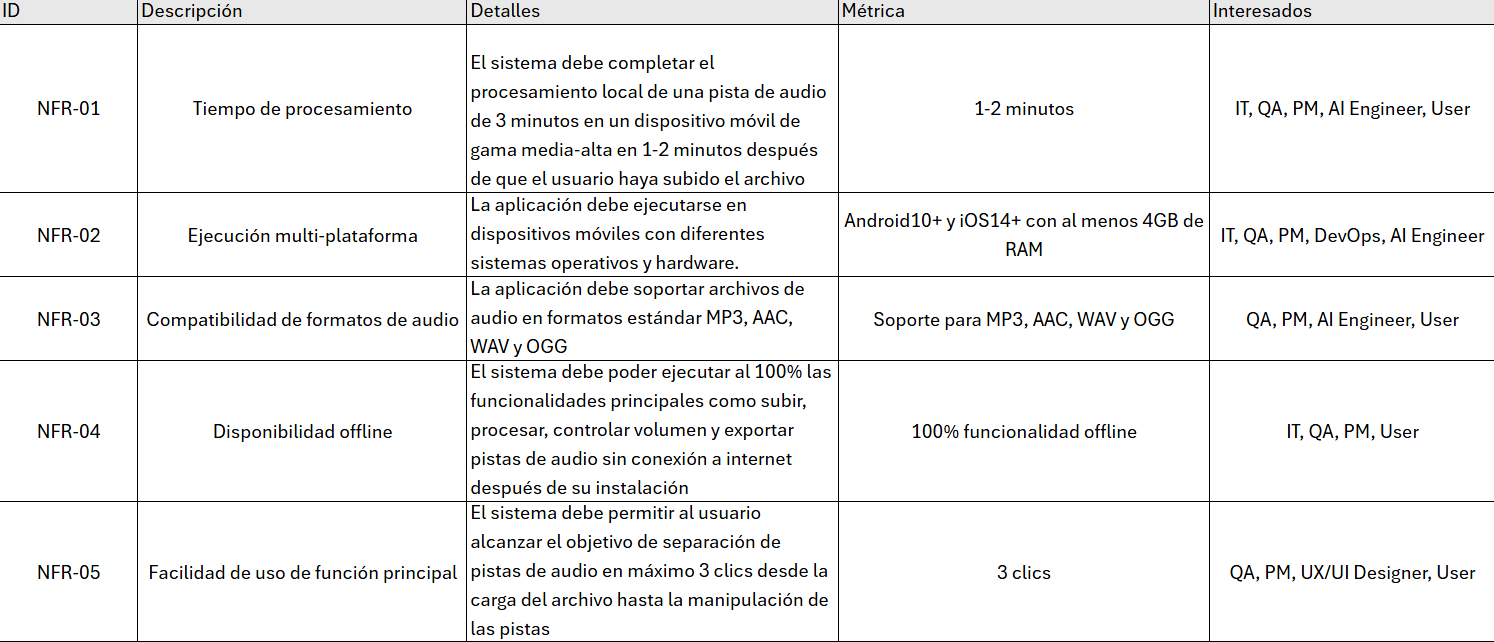 ID Descripción Detalles Métrica Interesados
NFR-01
Tiempo de procesamiento
El sistema debe completar el
procesamiento local de una pista de audio
de 3 minutos en un dispositivo móvil de
gama media-alta en 1-2 minutos después
de que el usuario haya subido el archivo
1-2 minutos
IT, QA, PM, AI Engineer, User
NFR-02
Ejecución multi-plataforma
La aplicación debe ejecutarse en
dispositivos móviles con diferentes
sistemas operativos y hardware.
Android10+ y iOS14+ con al menos 4GB de
RAM
IT, QA, PM, DevOps, AI Engineer
NFR-03
Compatibilidad de formatos de audio
La aplicación debe soportar archivos de
audio en formatos estándar MP3, AAC,
WAV y OGG
Soporte para MP3, AAC, WAV y OGG
QA, PM, AI Engineer, User
NFR-04
Disponibilidad offline
El sistema debe poder ejecutar al 100% las
funcionalidades principales como subir,
procesar, controlar volumen y exportar
pistas de audio sin conexión a internet
después de su instalación
100% funcionalidad offline
IT, QA, PM, User
NFR-05
Facilidad de uso de función principal
El sistema debe permitir al usuario
alcanzar el objetivo de separación de
pistas de audio en máximo 3 clics desde la
carga del archivo hasta la manipulación de
las pistas
3 clics
QA, PM, UX/UI Designer, User